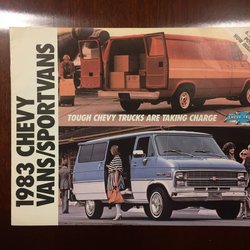 1983 CHEVY
VANS/SPORTVANS
TOUGH CHEVY TRUCKS ARE TAKING CHARGE